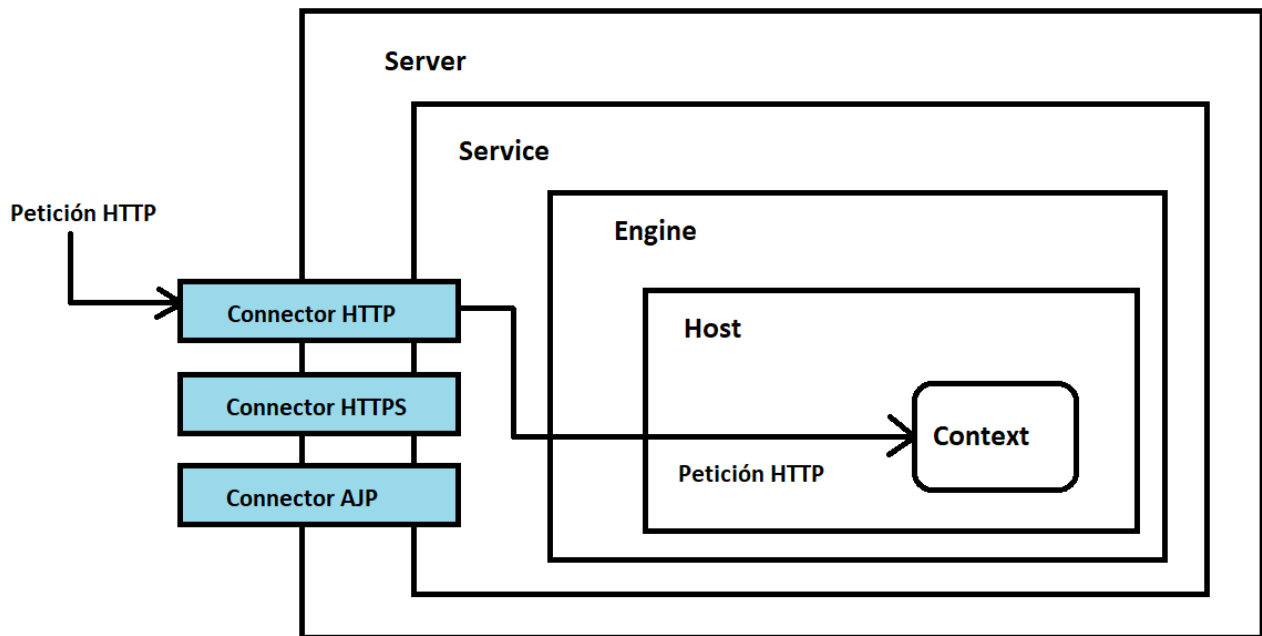 Server
Service
Petición HTTP
Engine
Connector HTTP
Host
Connector HTTPS
Context
Petición HTTP
Connector AJP